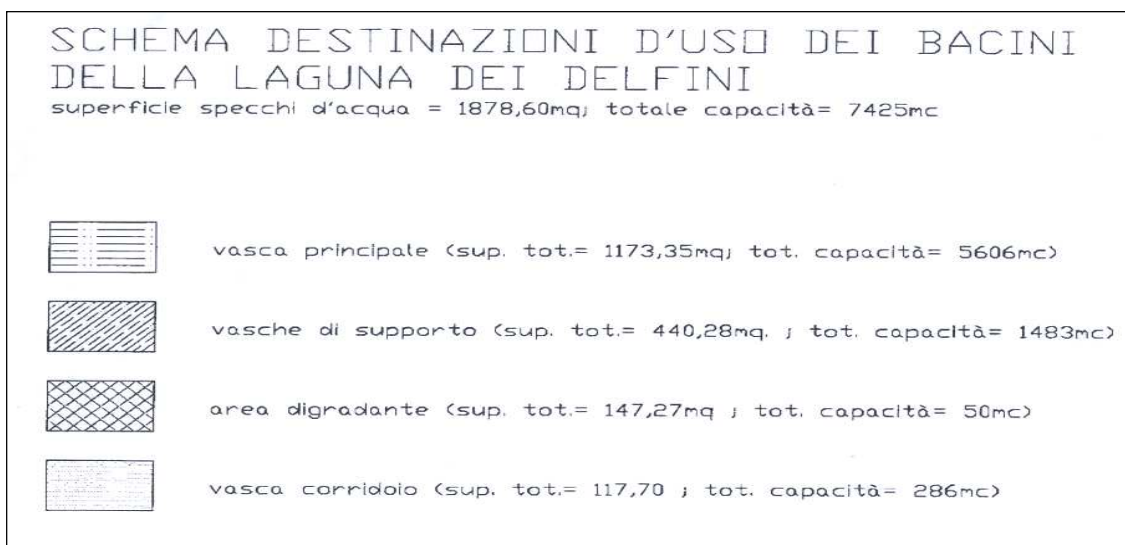 SCHEMA DESTINAZIONI D'USO DEI BACINI
DELLA LAGUNA DEI DELFINI
superficie specchi d'acqua = 1878,60mq; totale capacità= 7425mc
vasca principale (sup. tot.= 1173,35mq; tot. capacità= 5606mc)
vasche di supporto (sup. tot.= 440,28mq. ; tot. capacità= 1483mc)
area digradante (sup. tot.= 147,27mq ; tot. capacità= 50mc)
vasca corridoio (sup. tot.= 117,70 ; tot. capacità= 286mc)